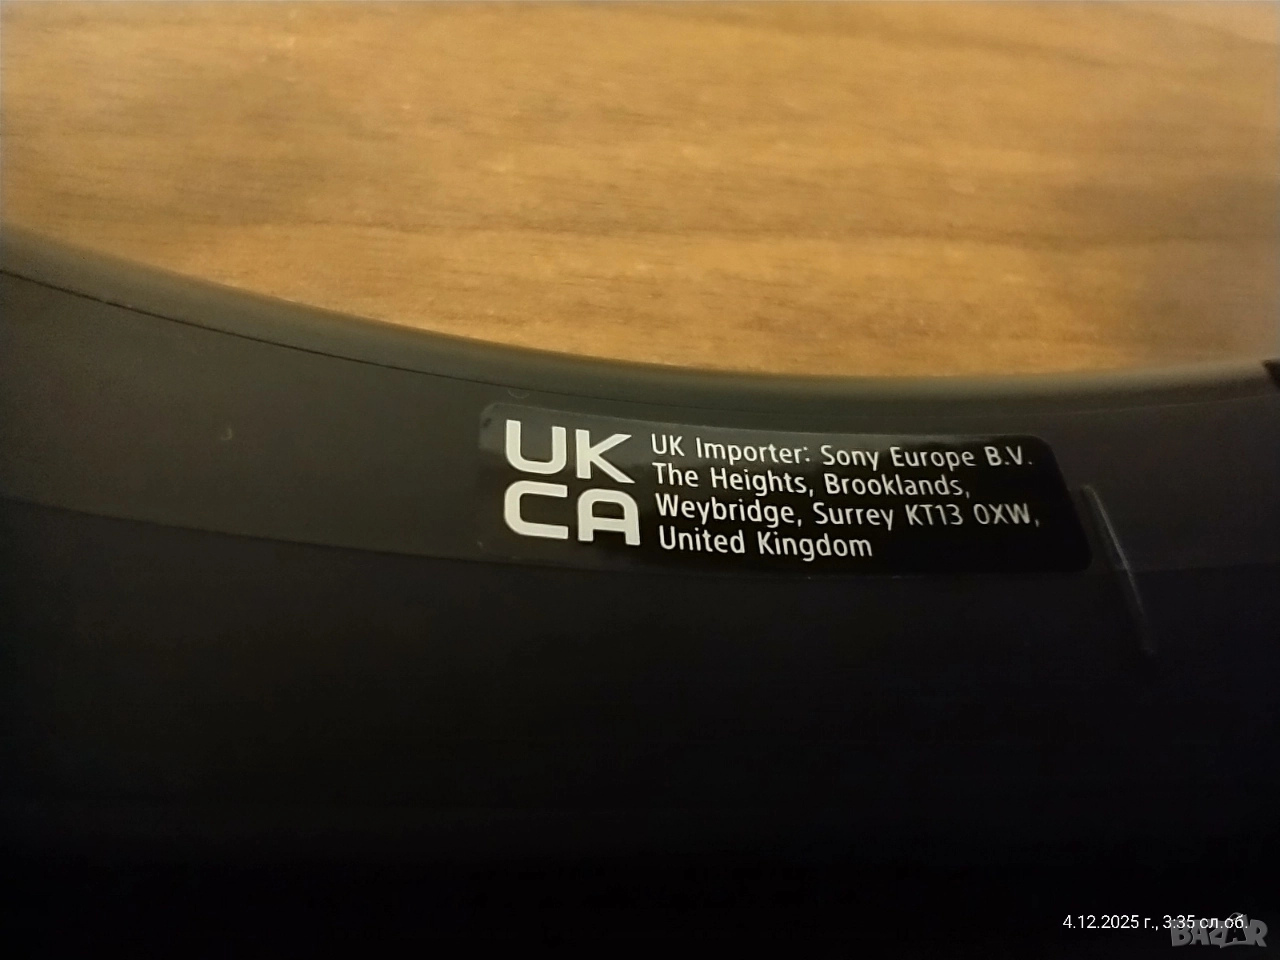 UK
CA
UK Importer: Sony Europe B.V.
The Heights, Brooklands,
Weybridge, Surrey KT13 0XW,
United Kingdom
4.12.2025 г., 3:35 сл.об.
BAZAR